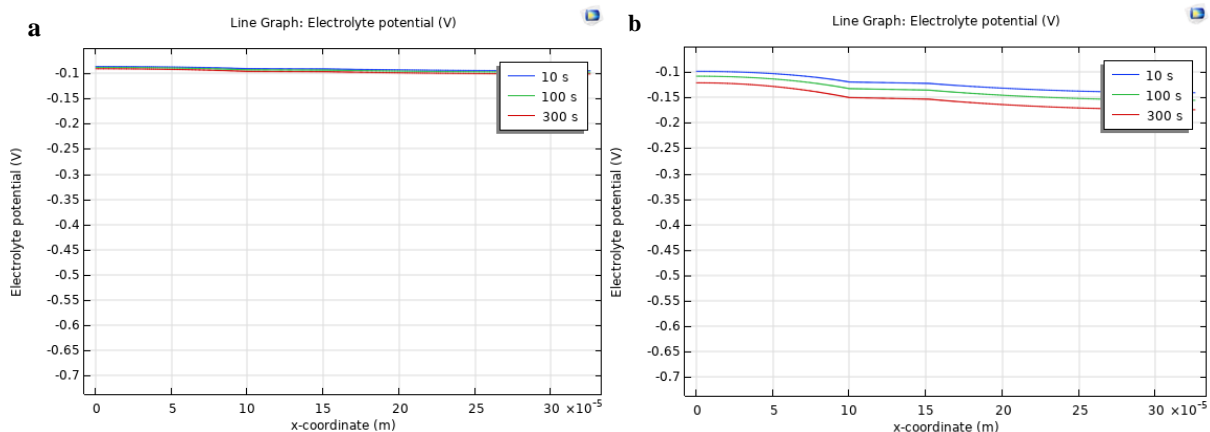 a
Line Graph: Electrolyte potential (V)
Electrolyte potential (V)
-0.1
-0.15
-0.2
-0.25
-0.3
-0.35
-0.4
-0.45
-0.5
-0.55
-0.6
-0.65
-0.7
10 s
100 s
300 s
0 5 10 15 20 25 30 ×10⁻⁵
x-coordinate (m)
b
Line Graph: Electrolyte potential (V)
Electrolyte potential (V)
-0.1
-0.15
-0.2
-0.25
-0.3
-0.35
-0.4
-0.45
-0.5
-0.55
-0.6
-0.65
-0.7
10 s
100 s
300 s
0 5 10 15 20 25 30 ×10⁻⁵
x-coordinate (m)